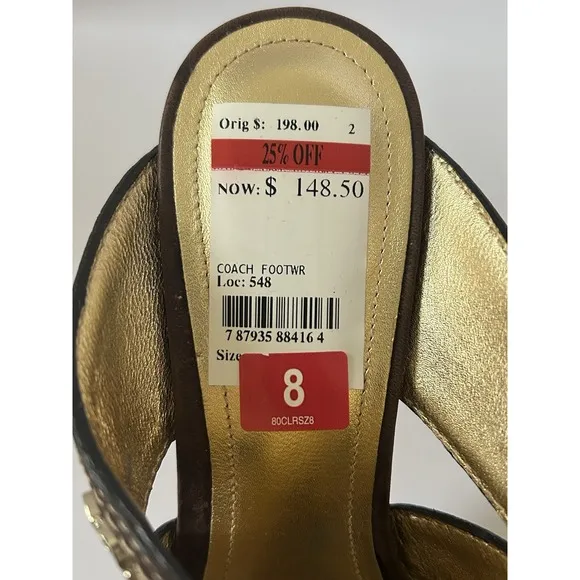 Orig $: 198.00 2
25% OFF
NOW: $ 148.50
COACH FOOTWR
Loc: 548
7 87935 88416 4
Size
8
80CLRSZ8